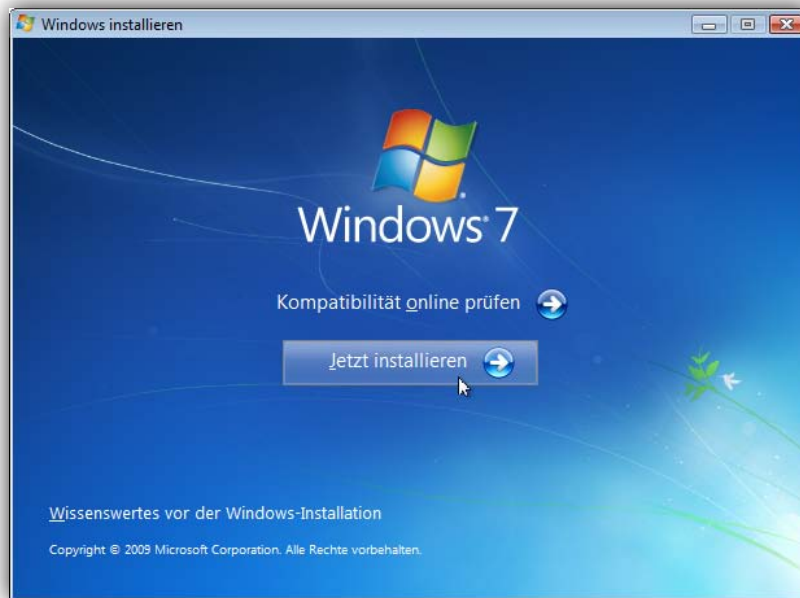 Windows installieren
Windows® 7
Kompatibilität online prüfen
Jetzt installieren
Wissenswertes vor der Windows-Installation
Copyright © 2009 Microsoft Corporation. Alle Rechte vorbehalten.